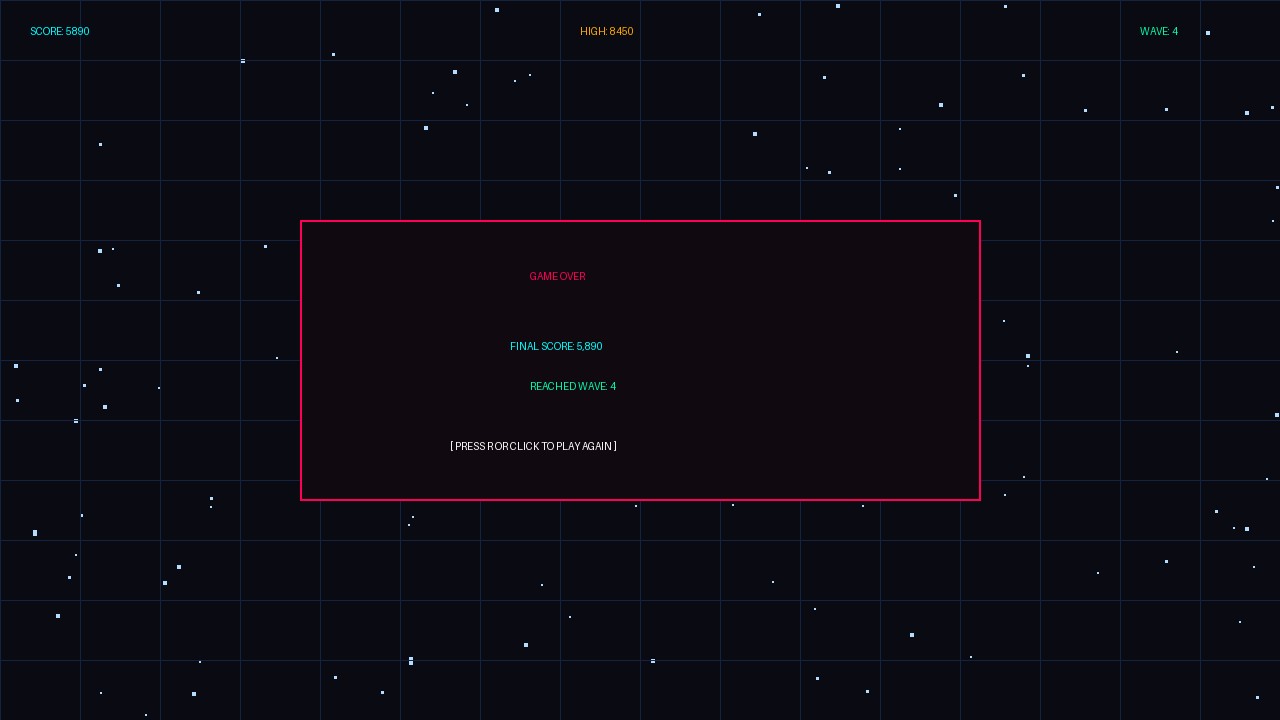 SCORE: 5890
HIGH: 8450
WAVE: 4
GAME OVER
FINAL SCORE: 5,890
REACHED WAVE: 4
[ PRESS R OR CLICK TO PLAY AGAIN ]